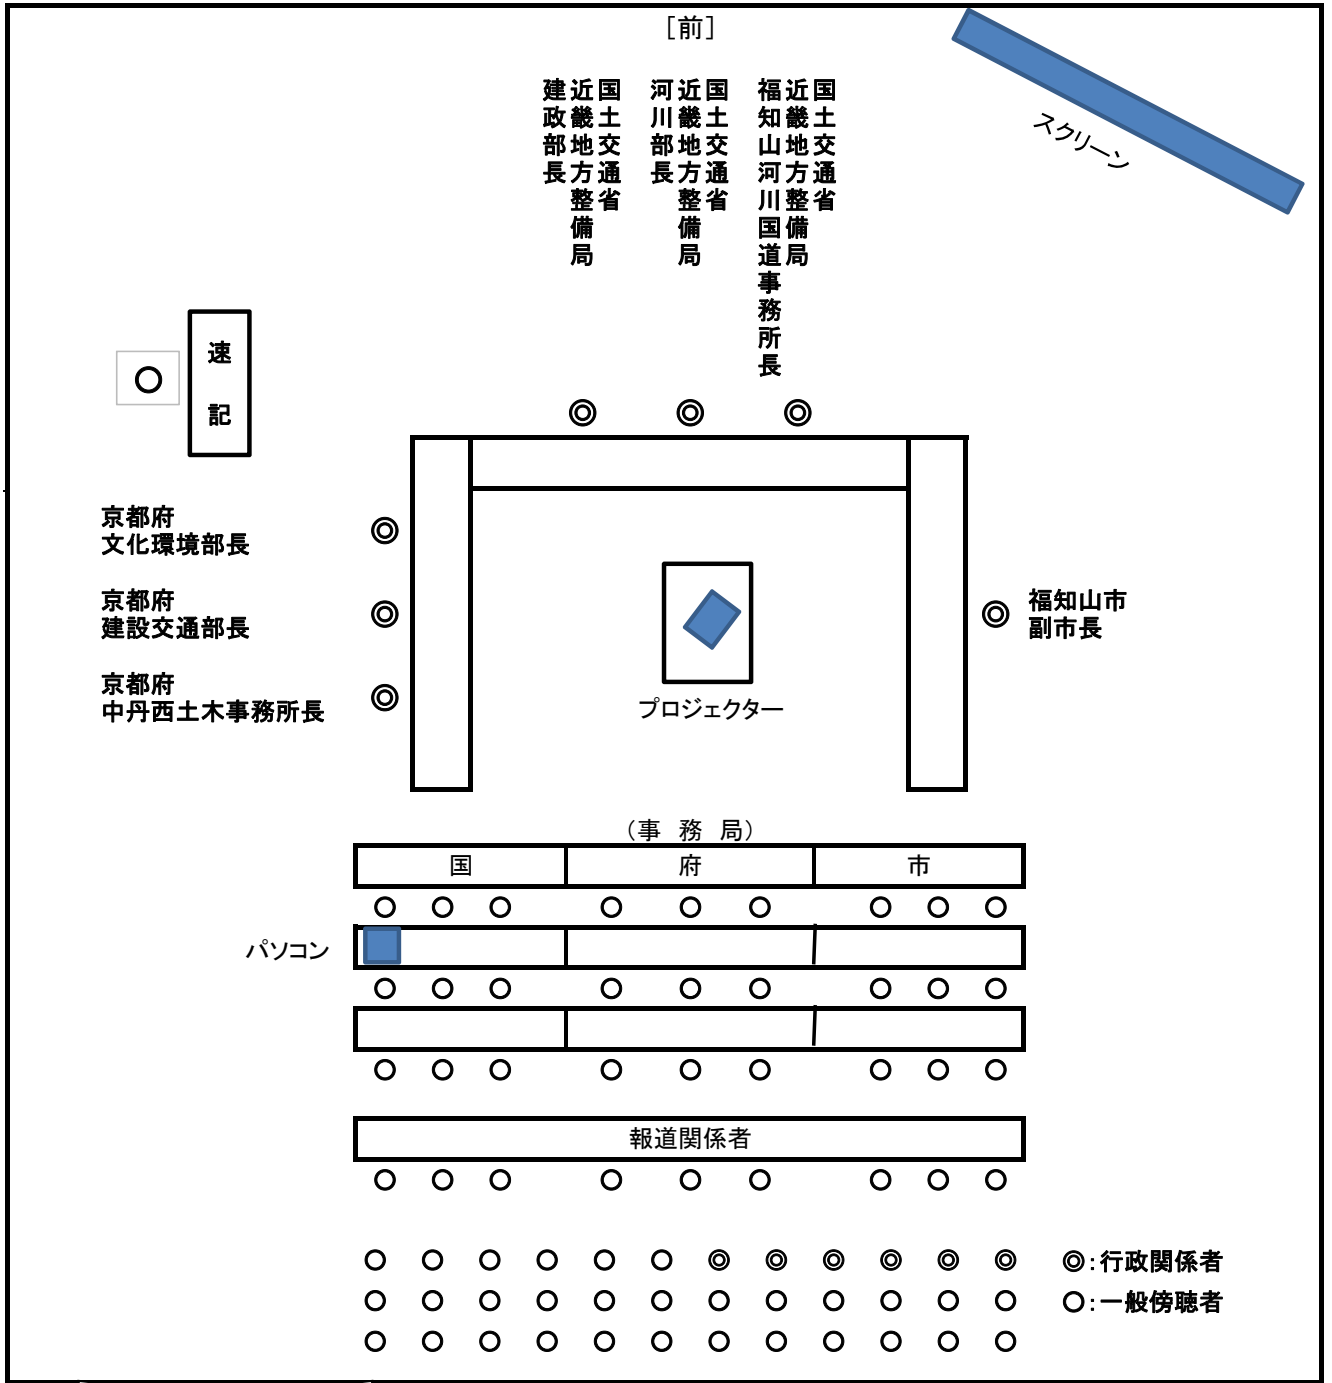 ［前］
スクリーン
国土交通省
近畿地方整備局
建政部長
国土交通省
近畿地方整備局
河川部長
国土交通省
近畿地方整備局
福知山河川国道事務所長
速記
京都府
文化環境部長
京都府
建設交通部長
京都府
中丹西土木事務所長
福知山市
副市長
プロジェクター
（事　務　局）
国
府
市
パソコン
報道関係者
◎：行政関係者
○：一般傍聴者